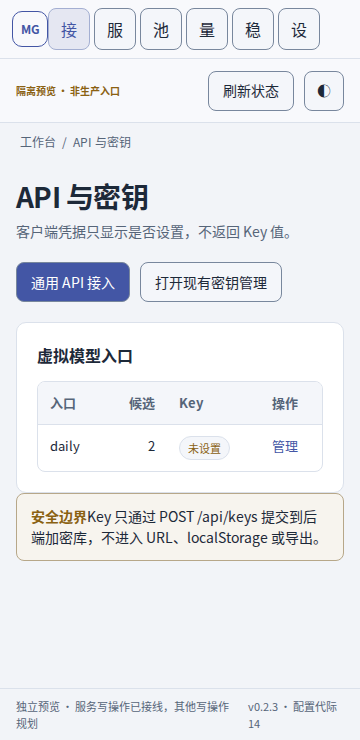 MG 接 服 池 量 稳 设
隔离预览 · 非生产入口 刷新状态
工作台 / API 与密钥
API 与密钥
客户端凭据只显示是否设置，不返回 Key 值。
通用 API 接入 打开现有密钥管理
虚拟模型入口
入口 候选 Key 操作
daily 2 未设置 管理
安全边界Key 只通过 POST /api/keys 提交到后
端加密库，不进入 URL、localStorage 或导出。
独立预览 · 服务写操作已接线，其他写操作
规划
v0.2.3 · 配置代际
14